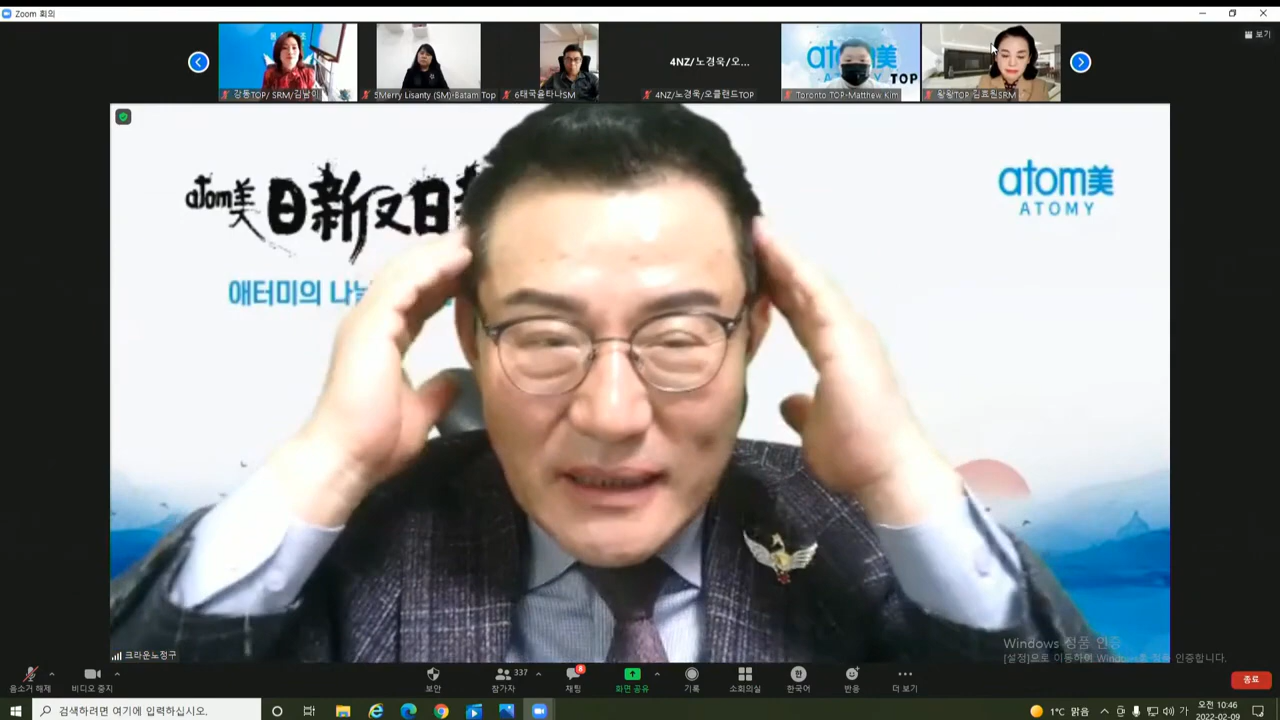 Zoom 회의
보기
강동TOP/ SRM/김남이
5Merry Lisanty (SM)-Batam Top
6태국윤타나SM
4NZ/노경욱/오...
4NZ/노경욱/오클랜드TOP
atom美
ATOMY TOP
Toronto TOP-Matthew Kim
왕왕TOP 김효원SRM
atom美 日新又日
애터미의 나날
atom美
ATOMY
크라운노정구
Windows 정품 인증
[설정]으로 이동하여 Windows를 정품 인증합니다.
음소거 해제
비디오 중지
보안
337
참가자
8
채팅
화면 공유
기록
소회의실
한국어
반응
더 보기
종료
검색하려면 여기에 입력하십시오.
1°C 맑음
가
오전 10:46
2022-02-09